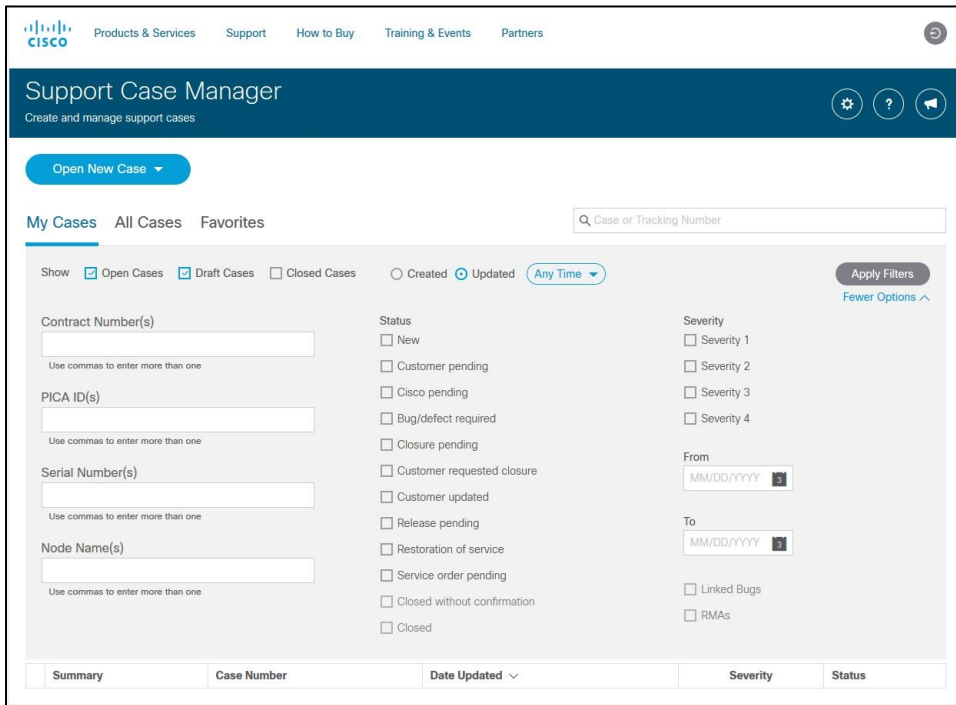 CISCO
Products & Services Support How to Buy Training & Events Partners
Support Case Manager
Create and manage support cases
?
Open New Case
My Cases All Cases Favorites
Case or Tracking Number
Show Open Cases Draft Cases Closed Cases Created Updated Any Time Apply Filters
Fewer Options
Contract Number(s)
Use commas to enter more than one
PICA ID(s)
Use commas to enter more than one
Serial Number(s)
Use commas to enter more than one
Node Name(s)
Use commas to enter more than one
Status
New
Customer pending
Cisco pending
Bug/defect required
Closure pending
Customer requested closure
Customer updated
Release pending
Restoration of service
Service order pending
Closed without confirmation
Closed
Severity
Severity 1
Severity 2
Severity 3
Severity 4
From
MM/DD/YYYY 3
To
MM/DD/YYYY 3
Linked Bugs
RMAs
Summary Case Number Date Updated Severity Status